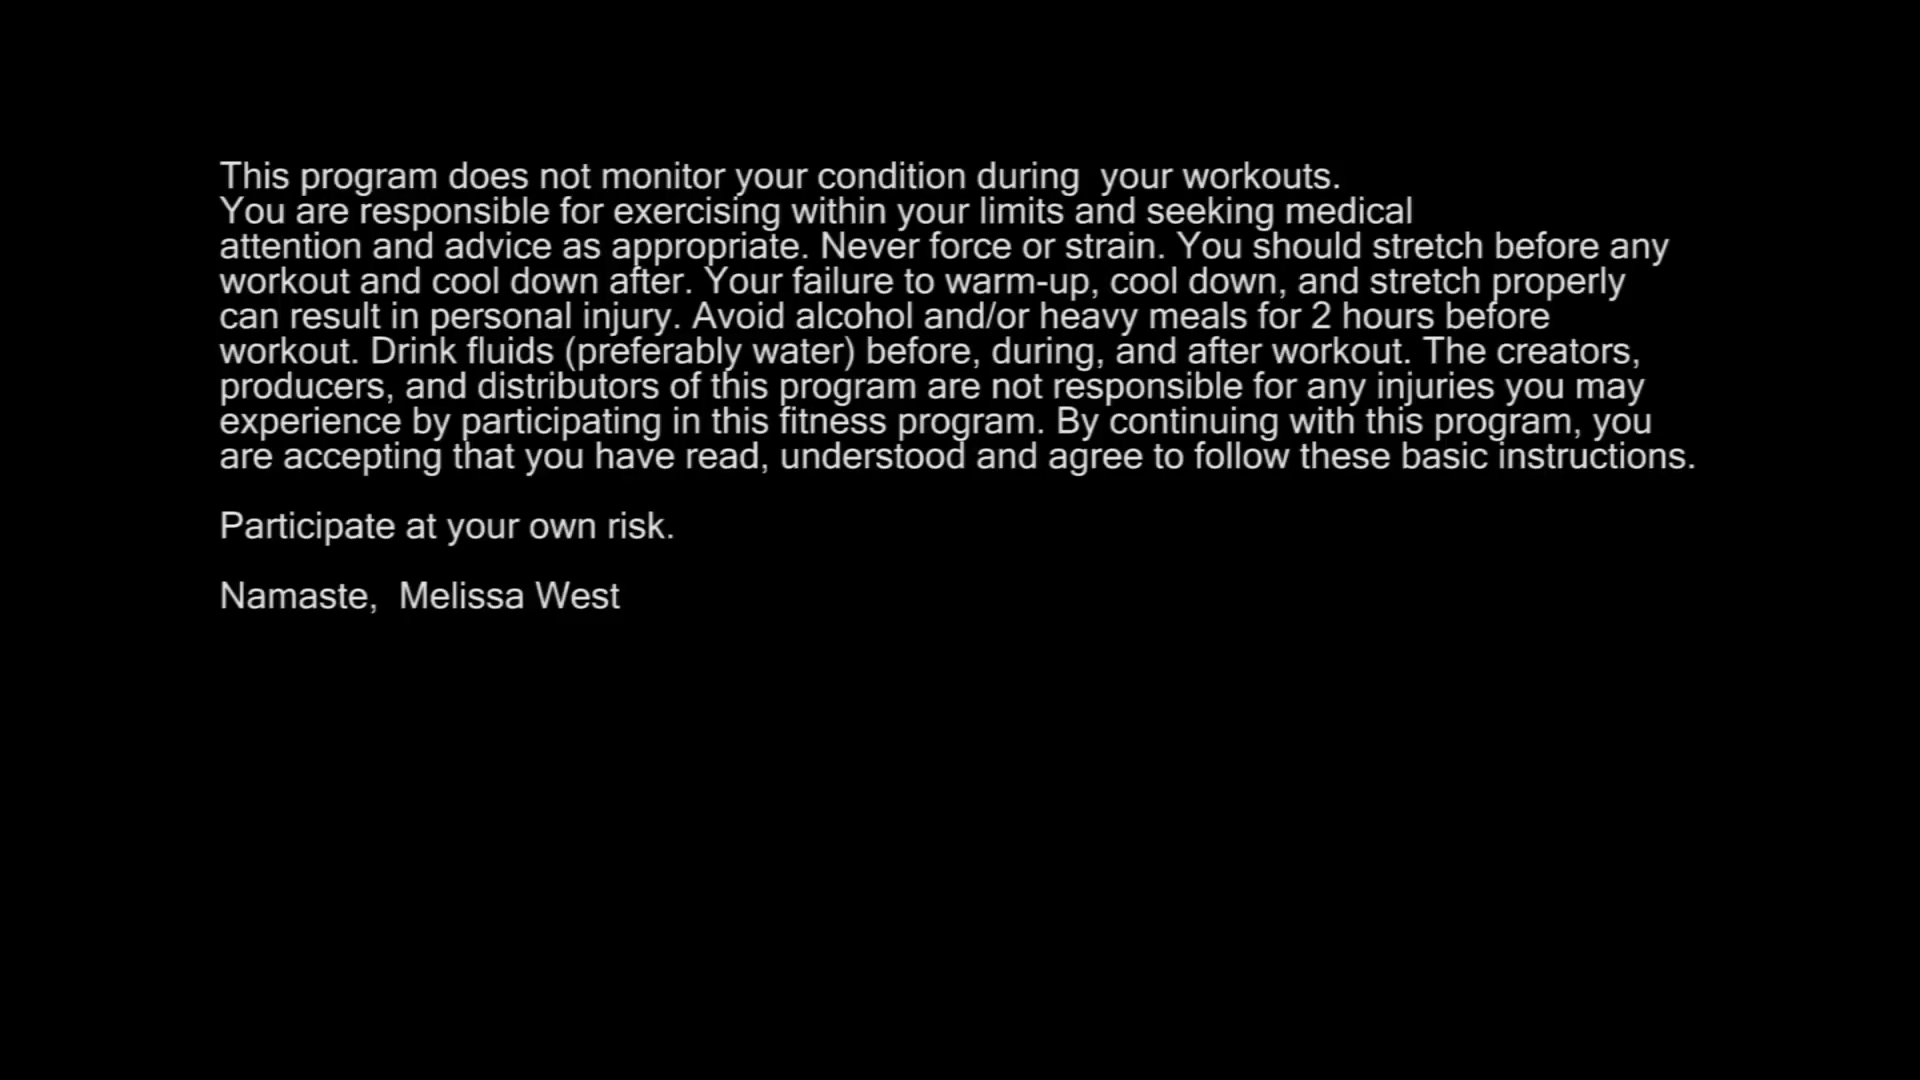 This program does not monitor your condition during  your workouts.
You are responsible for exercising within your limits and seeking medical
attention and advice as appropriate. Never force or strain. You should stretch before any
workout and cool down after. Your failure to warm-up, cool down, and stretch properly
can result in personal injury. Avoid alcohol and/or heavy meals for 2 hours before
workout. Drink fluids (preferably water) before, during, and after workout. The creators,
producers, and distributors of this program are not responsible for any injuries you may
experience by participating in this fitness program. By continuing with this program, you
are accepting that you have read, understood and agree to follow these basic instructions.
Participate at your own risk.
Namaste,  Melissa West